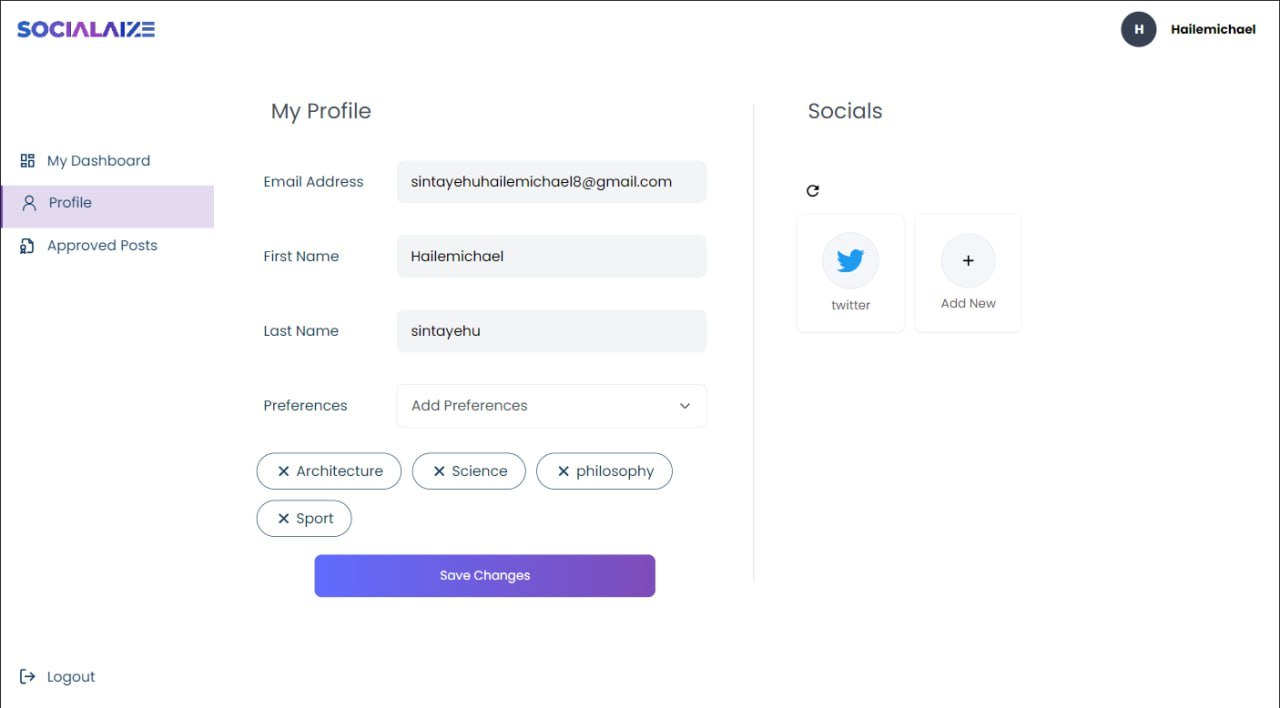 SOCIALAIZE
H
Hailemichael
My Dashboard
Profile
Approved Posts
Logout
My Profile
Email Address
sintayehuhailemichael8@gmail.com
First Name
Hailemichael
Last Name
sintayehu
Preferences
Add Preferences
Architecture
Science
philosophy
Sport
Save Changes
Socials
twitter
Add New